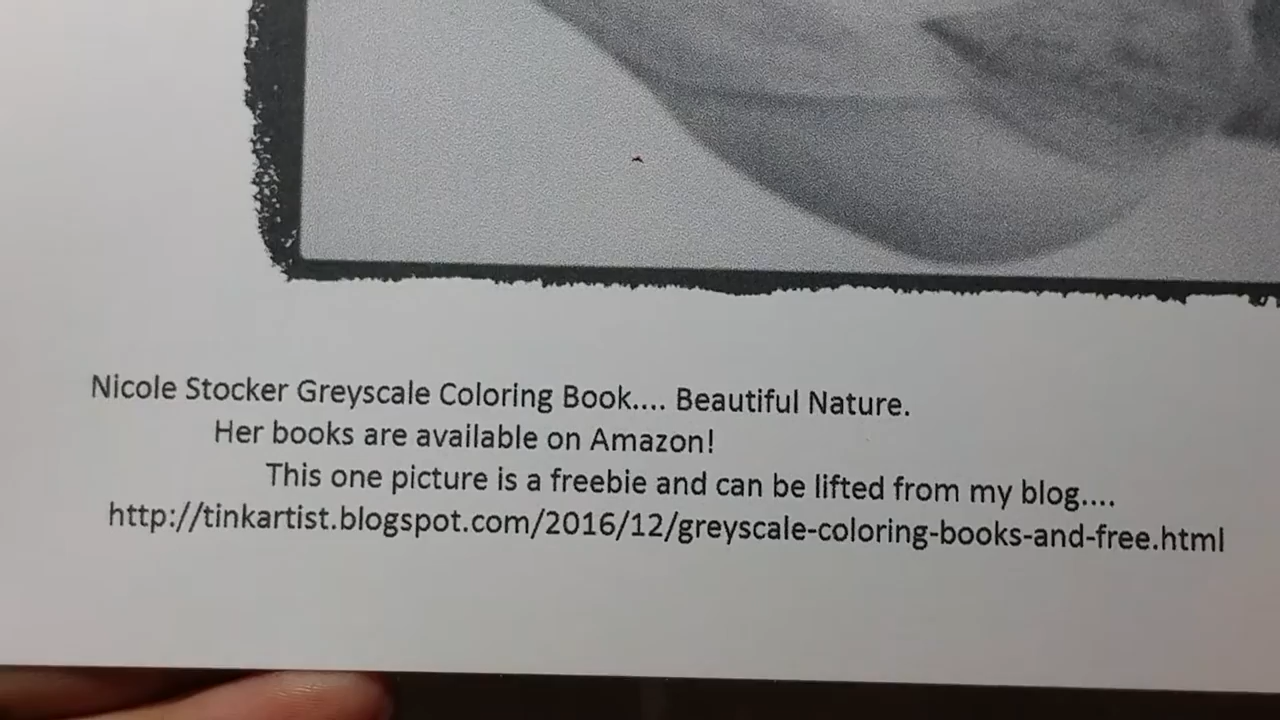 Nicole Stocker Greyscale Coloring Book.... Beautiful Nature.
Her books are available on Amazon!
This one picture is a freebie and can be lifted from my blog....
http://tinkartist.blogspot.com/2016/12/greyscale-coloring-books-and-free.html